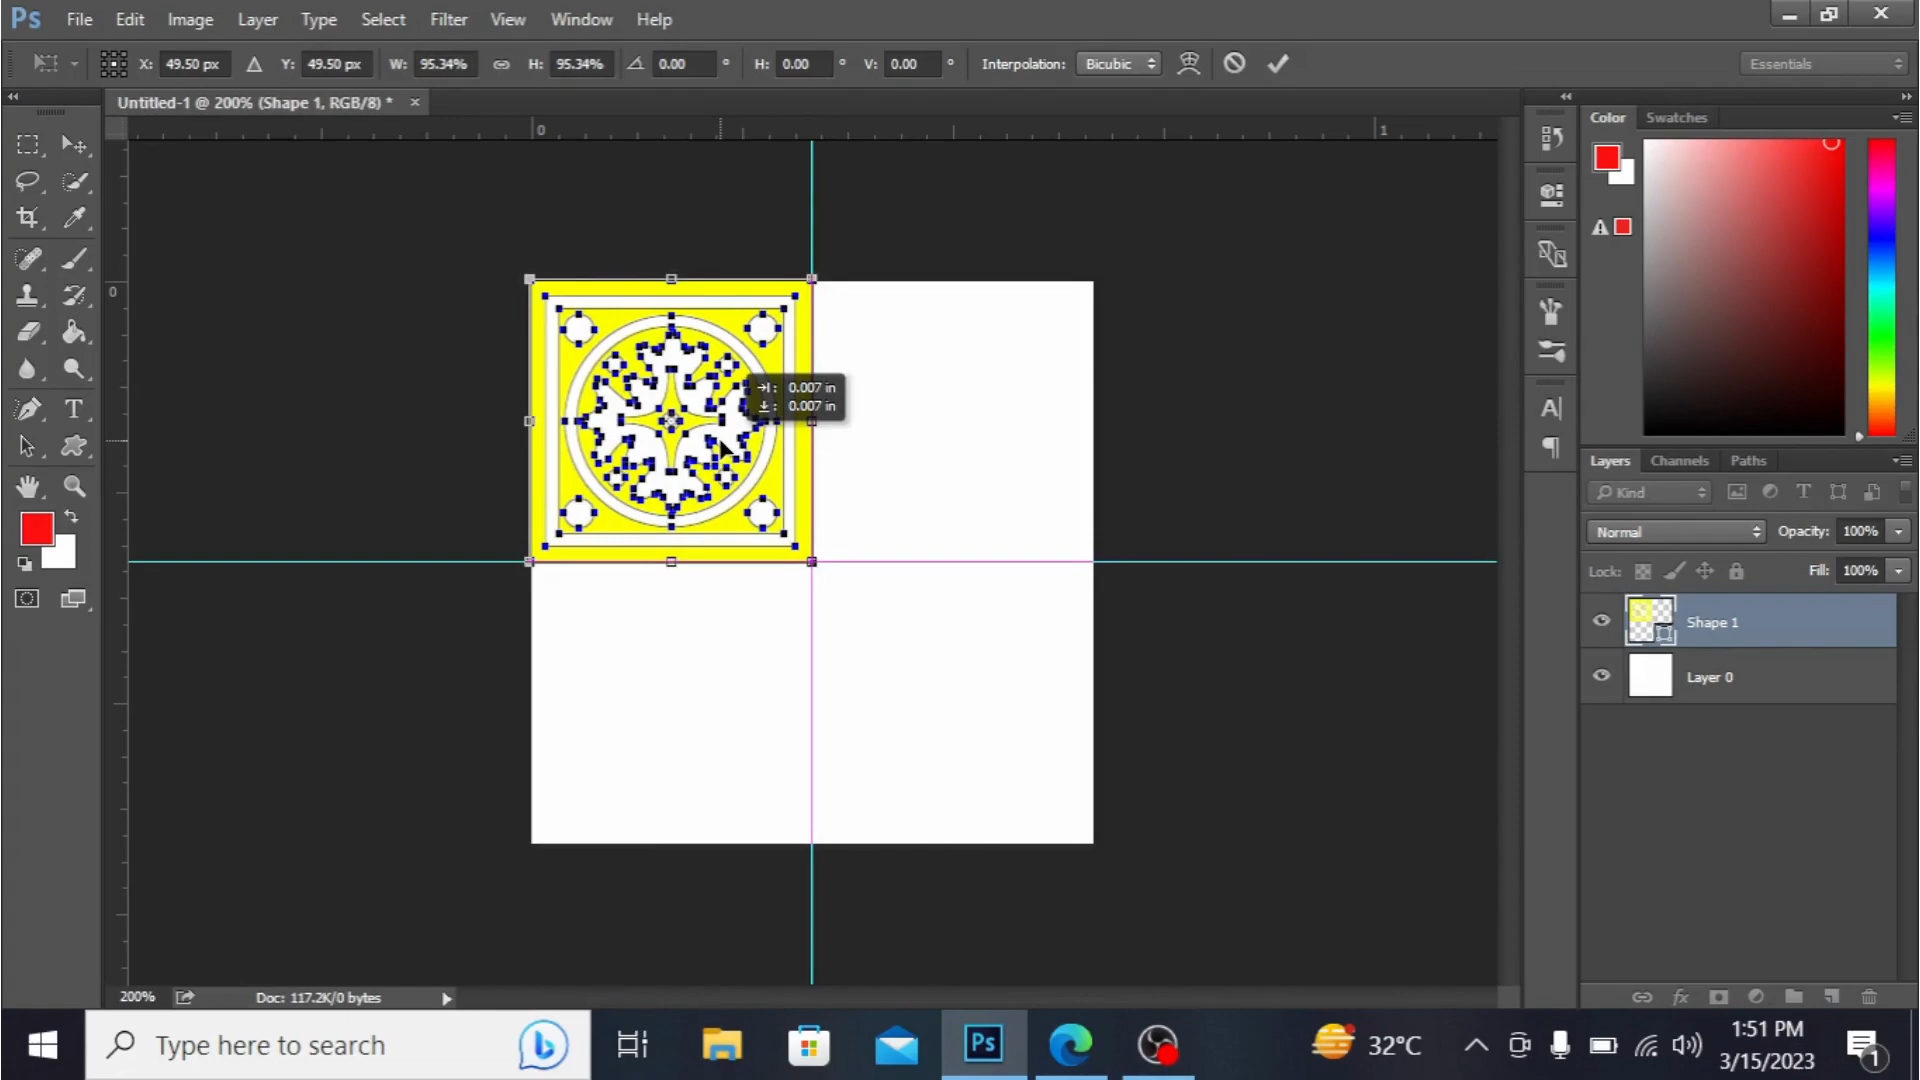 Ps File Edit Image Layer Type Select Filter View Window Help
X: 49.50 px Y: 49.50 px W: 95.34% H: 95.34% 0.00 ° H: 0.00 ° V: 0.00 ° Interpolation: Bicubic Essentials
Untitled-1 @ 200% (Shape 1, RGB/8) * ×
Color Swatches
0 1
0
0.007 in
0.007 in
Layers Channels Paths
Kind
Normal Opacity: 100%
Lock: Fill: 100%
Shape 1
Layer 0
200% Doc: 117.2K/0 bytes
fx
Type here to search
Ps
32°C
1:51 PM
3/15/2023
1